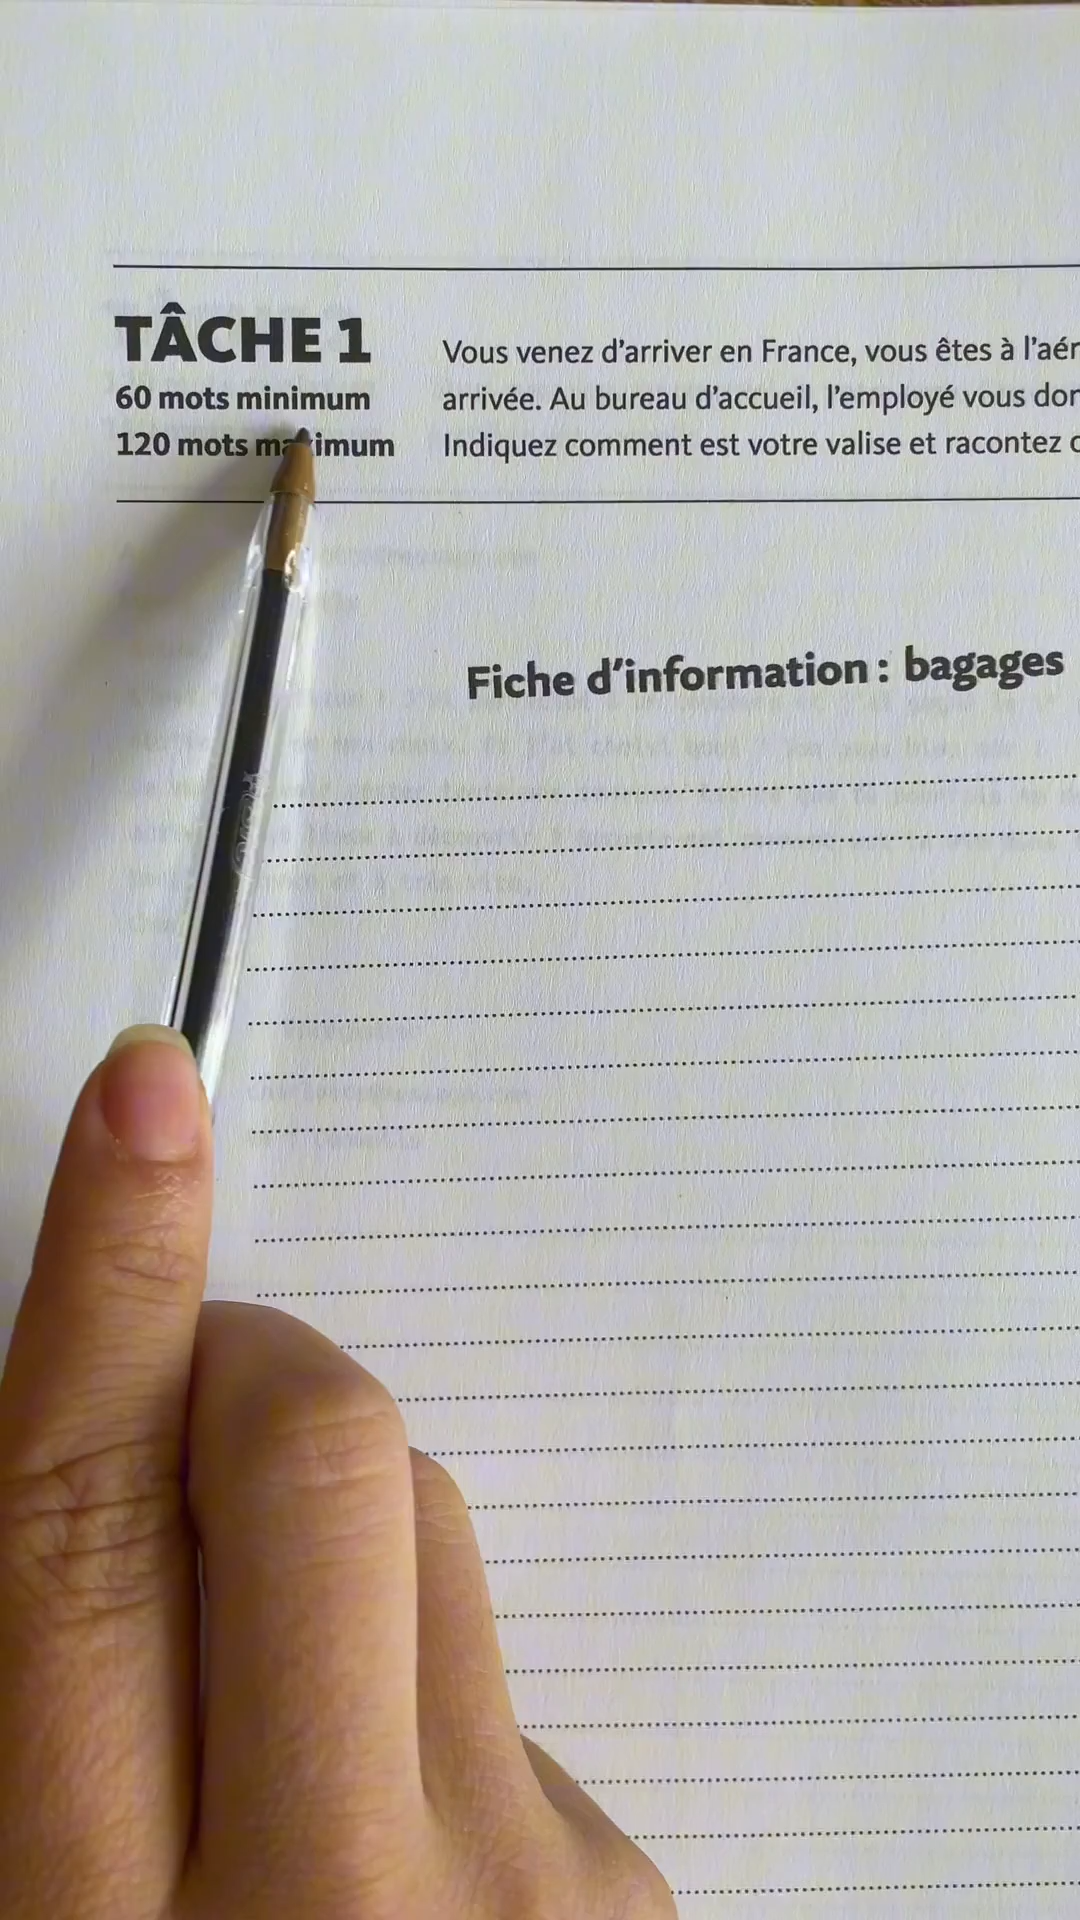 TÂCHE 1
60 mots minimum
120 mots maximum
Vous venez d'arriver en France, vous êtes à l'aér
arrivée. Au bureau d'accueil, l'employé vous don
Indiquez comment est votre valise et racontez
Fiche d'information : bagages